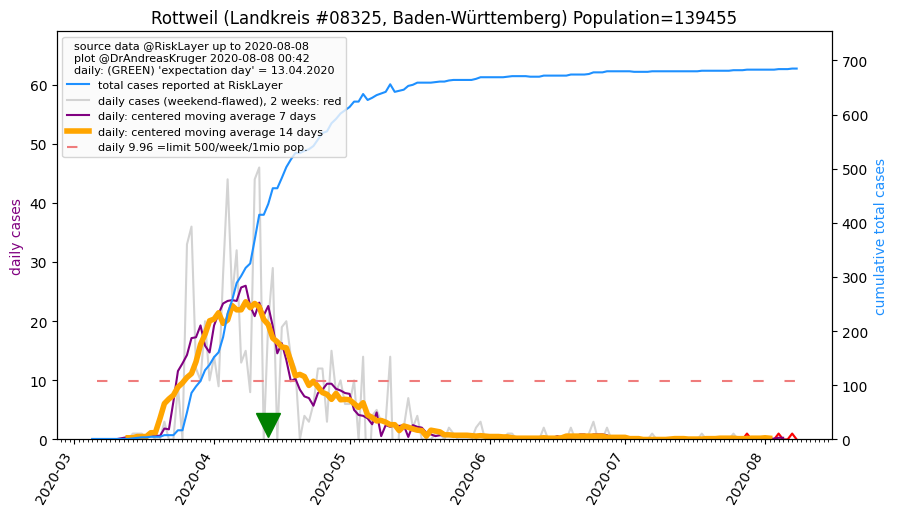 Rottweil (Landkreis #08325, Baden-Württemberg) Population=139455
source data @RiskLayer up to 2020-08-08
plot @DrAndreasKruger 2020-08-08 00:42
daily: (GREEN) 'expectation day' = 13.04.2020
total cases reported at RiskLayer
daily cases (weekend-flawed), 2 weeks: red
daily: centered moving average 7 days
daily: centered moving average 14 days
daily 9.96 =limit 500/week/1mio pop.
daily cases
60
50
40
30
20
10
0
700
600
500
400
300
200
100
0
cumulative total cases
2020-03
2020-04
2020-05
2020-06
2020-07
2020-08